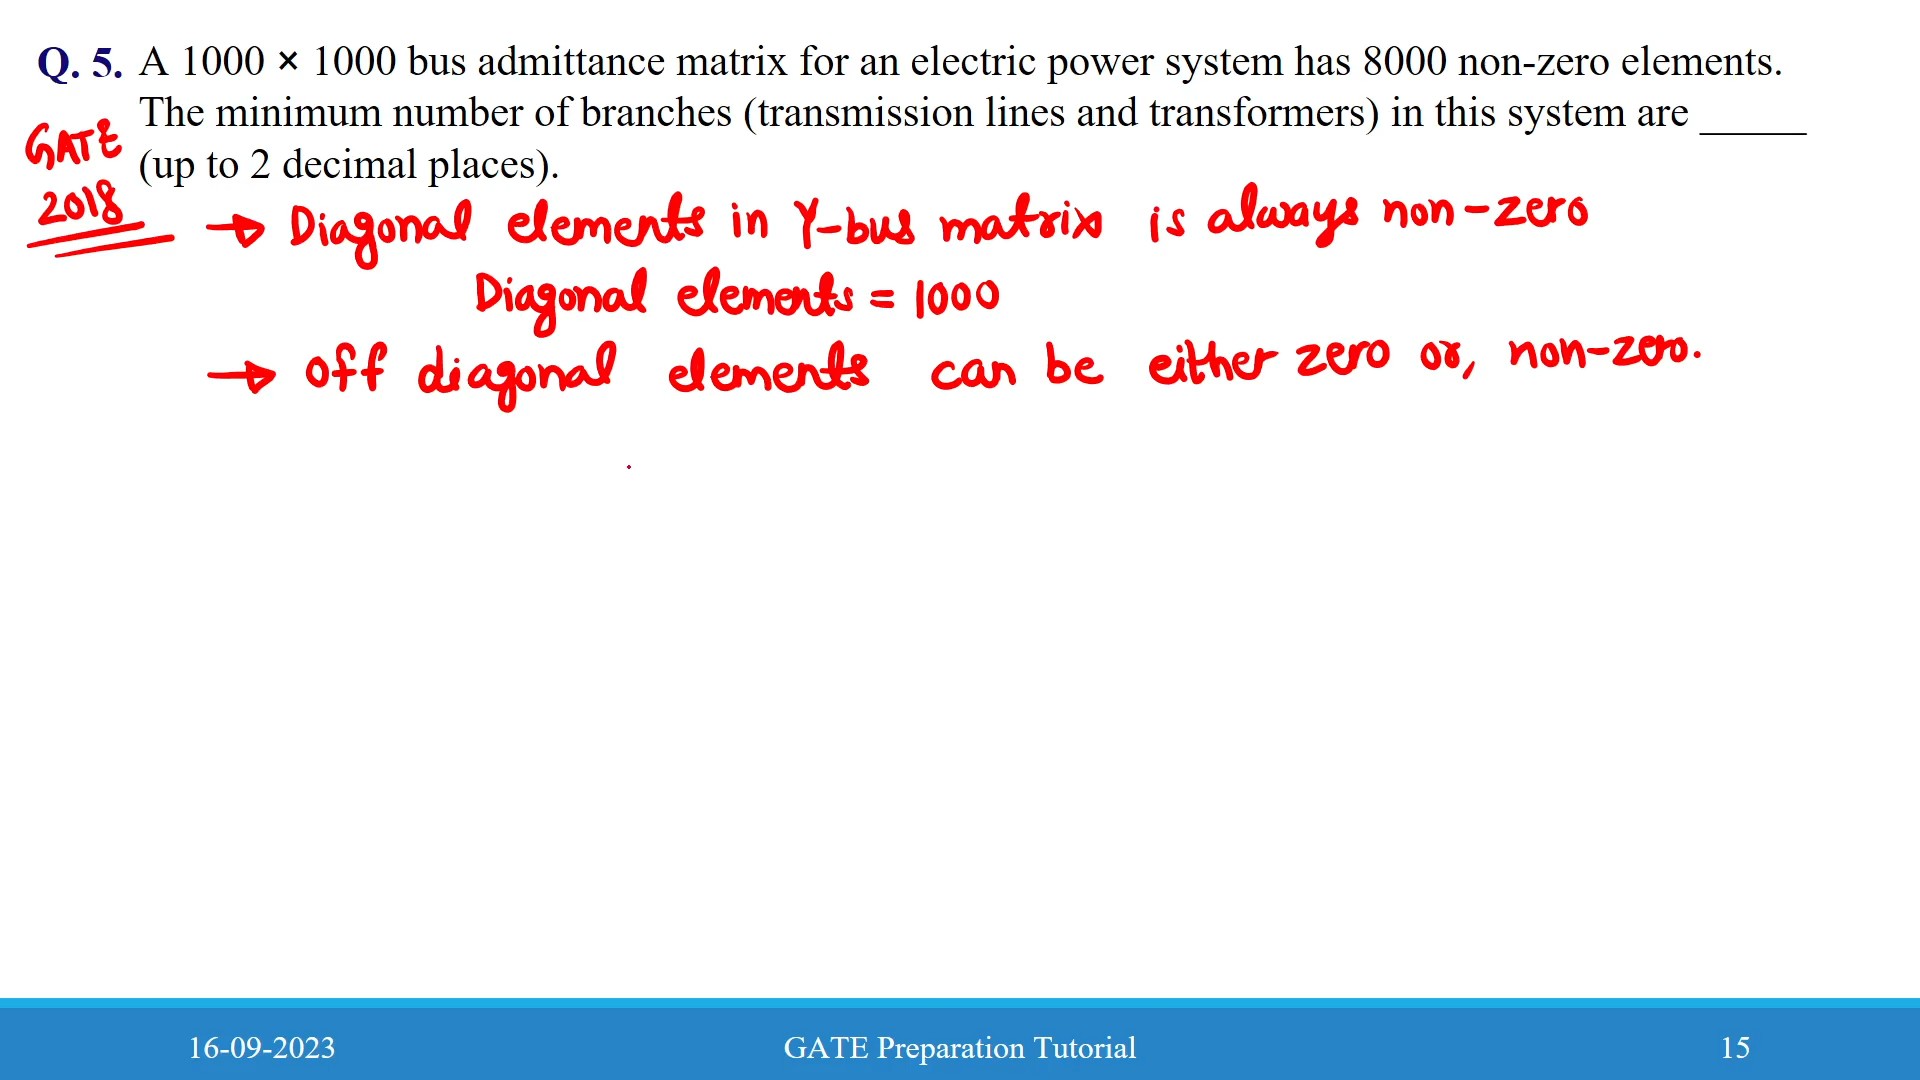 Q. 5. A 1000 × 1000 bus admittance matrix for an electric power system has 8000 non-zero elements.
The minimum number of branches (transmission lines and transformers) in this system are _____
(up to 2 decimal places).
GATE
2018
→ Diagonal elements in Y-bus matrix is always non-zero
Diagonal elements = 1000
→ Off diagonal elements can be either zero or, non-zero.
16-09-2023 GATE Preparation Tutorial 15